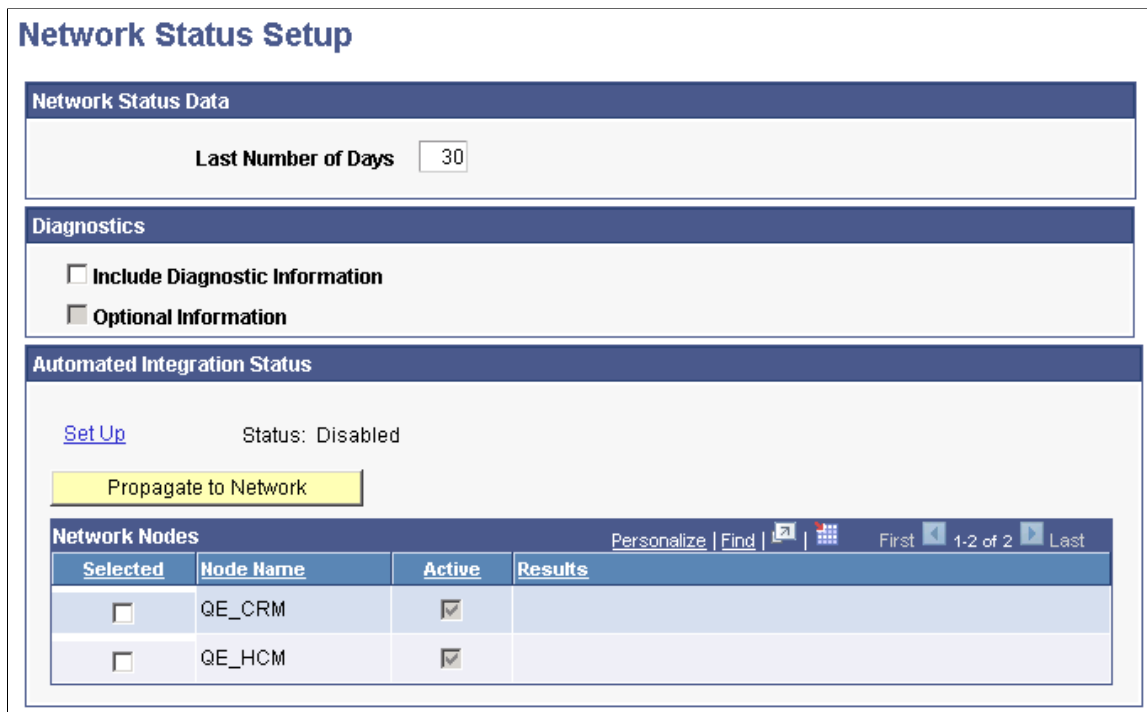 Network Status Setup
Network Status Data
Last Number of Days 30
Diagnostics
Include Diagnostic Information
Optional Information
Automated Integration Status
Set Up Status: Disabled
Propagate to Network
Network Nodes Personalize | Find | | First 1-2 of 2 Last
Selected Node Name Active Results
QE_CRM
QE_HCM